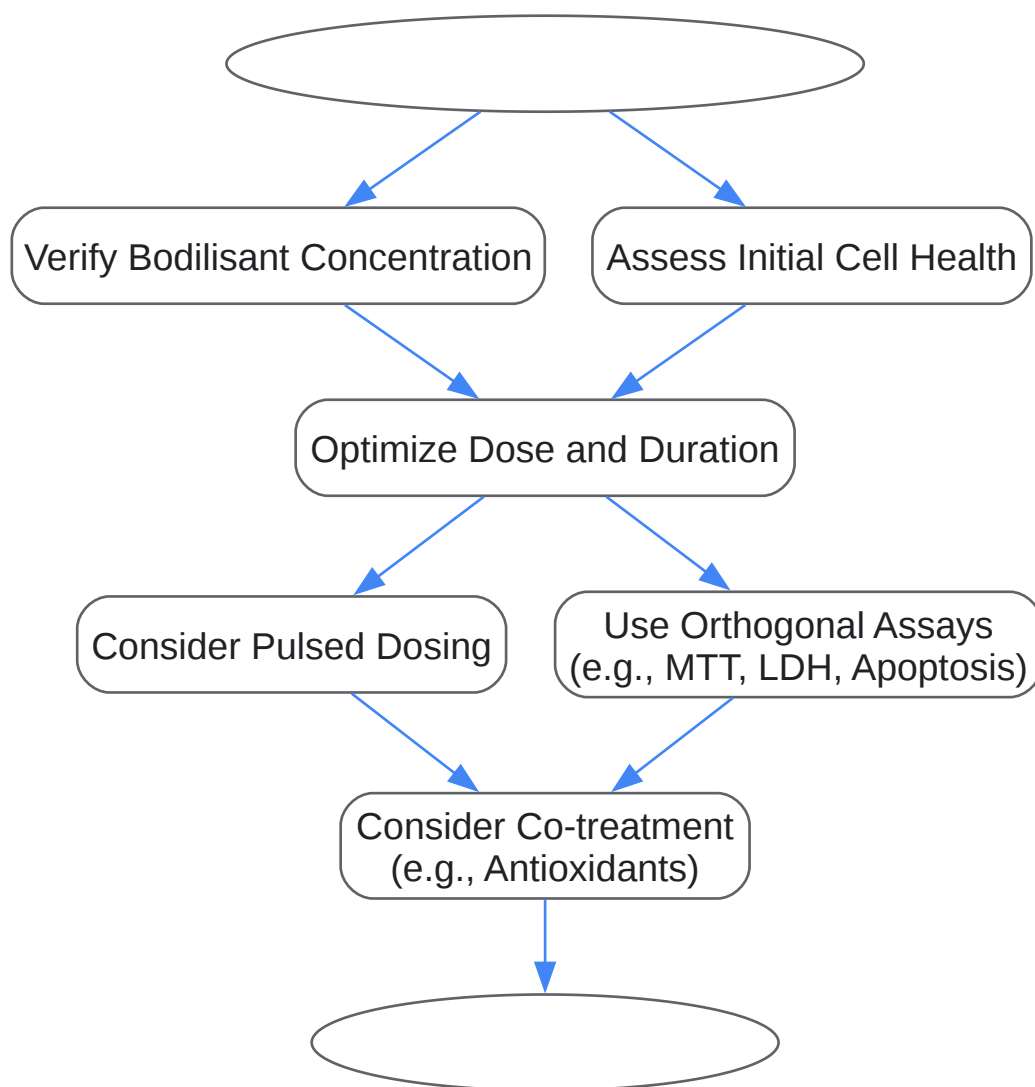 Verify Bodilisant Concentration
Assess Initial Cell Health
Optimize Dose and Duration
Consider Pulsed Dosing
Use Orthogonal Assays
(e.g., MTT, LDH, Apoptosis)
Consider Co-treatment
(e.g., Antioxidants)